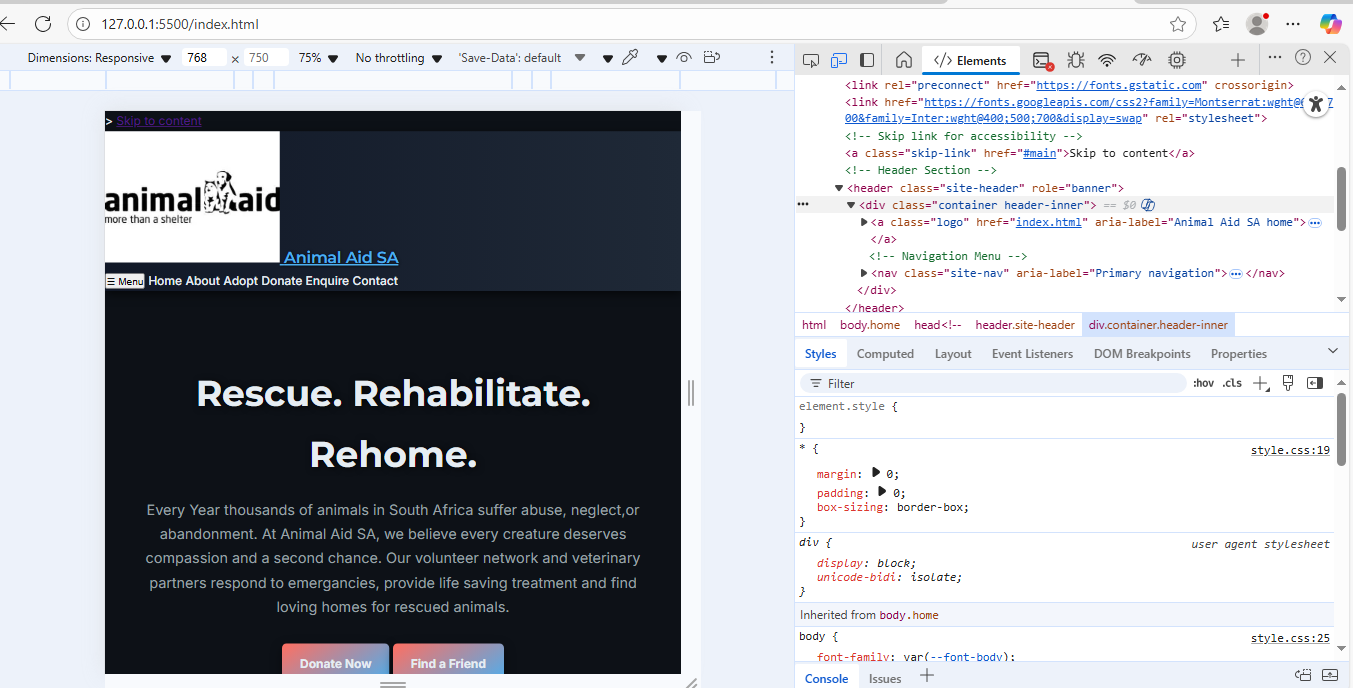 127.0.0.1:5500/index.html
Dimensions: Responsive 768 × 750 75% No throttling 'Save-Data': default
Elements
> Skip to content
animal aid
more than a shelter
Animal Aid SA
☰ Menu Home About Adopt Donate Enquire Contact
Rescue. Rehabilitate.
Rehome.
Every Year thousands of animals in South Africa suffer abuse, neglect,or
abandonment. At Animal Aid SA, we believe every creature deserves
compassion and a second chance. Our volunteer network and veterinary
partners respond to emergancies, provide life saving treatment and find
loving homes for rescued animals.
Donate Now Find a Friend
<link rel="preconnect" href="https://fonts.gstatic.com" crossorigin>
<link href="https://fonts.googleapis.com/css2?family=Montserrat:wght@6 7
00&family=Inter:wght@400;500;700&display=swap" rel="stylesheet">
<!-- Skip link for accessibility -->
<a class="skip-link" href="#main">Skip to content</a>
<!-- Header Section -->
<header class="site-header" role="banner">
<div class="container header-inner"> == $0
<a class="logo" href="index.html" aria-label="Animal Aid SA home">
</a>
<!-- Navigation Menu -->
<nav class="site-nav" aria-label="Primary navigation"> </nav>
</div>
</header>
html body.home head<!-- header.site-header div.container.header-inner
Styles Computed Layout Event Listeners DOM Breakpoints Properties
Filter :hov .cls
element.style {
}
* { style.css:19
margin: 0;
padding: 0;
box-sizing: border-box;
}
div { user agent stylesheet
display: block;
unicode-bidi: isolate;
}
Inherited from body.home
body { style.css:25
font-family: var(--font-body);
Console Issues